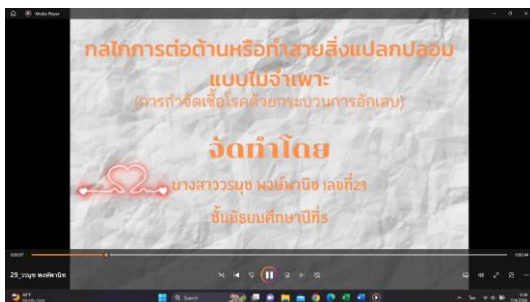 Media Player
กลไกการต่อต้านหรือทำลายสิ่งแปลกปลอม
แบบไม่จำเพาะ
(การกำจัดเชื้อโรคด้วยกระบวนการอักเสบ)
จัดทำโดย
นางสาววรนุช พงษ์พานิช เลขที่29
ชั้นมัธยมศึกษาปีที่5
Search